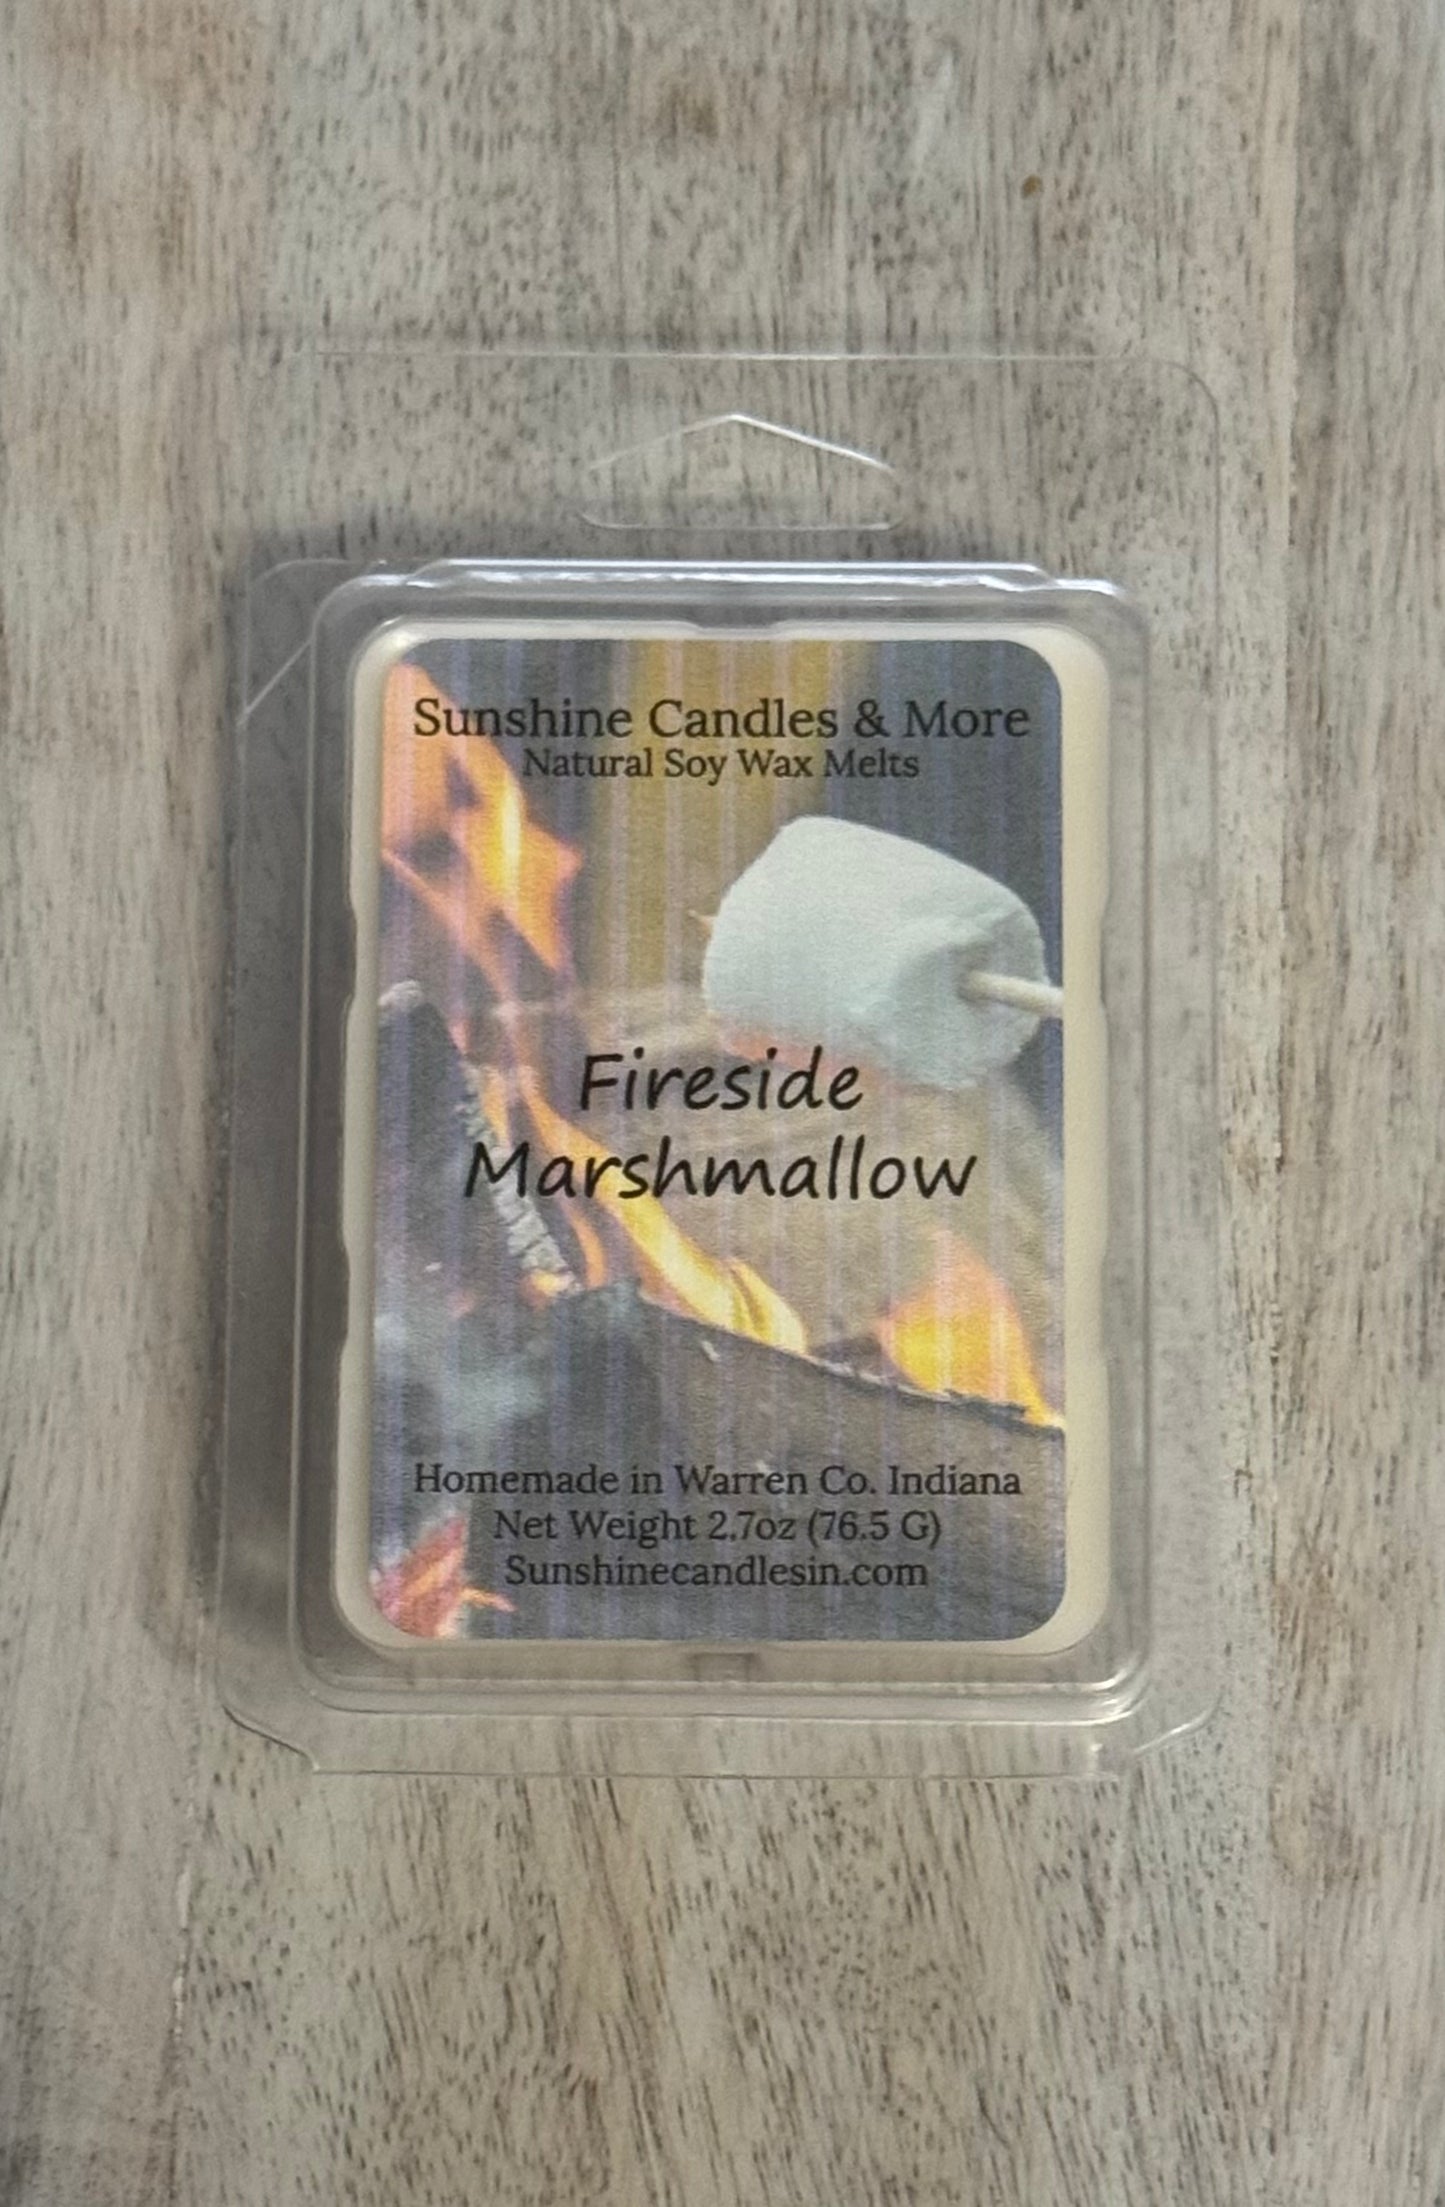 Sunshine Candles & More
Natural Soy Wax Melts
Fireside
Marshmallow
Homemade in Warren Co. Indiana
Net Weight 2.7oz (76.5 G)
Sunshinecandlesin.com